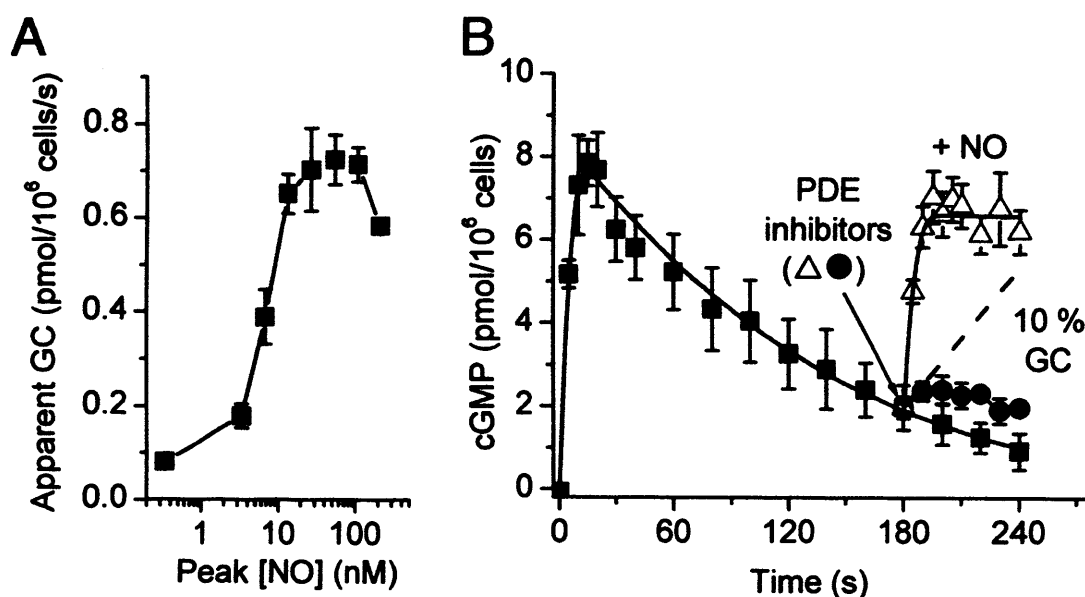 A
Apparent GC (pmol/10⁶ cells/s)
0.8
0.6
0.4
0.2
0.0
1
10
100
Peak [NO] (nM)
B
cGMP (pmol/10⁶ cells)
10
8
6
4
2
0
+ NO
PDE
inhibitors
(△●)
10 %
GC
0
60
120
180
240
Time (s)